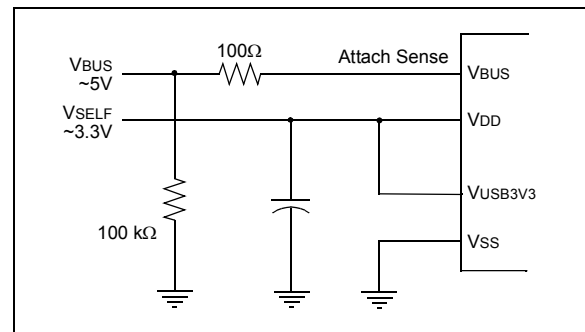 100Ω
Attach Sense
VBUS
~5V
VBUS
VSELF
~3.3V
VDD
VUSB3V3
100 kΩ
VSS